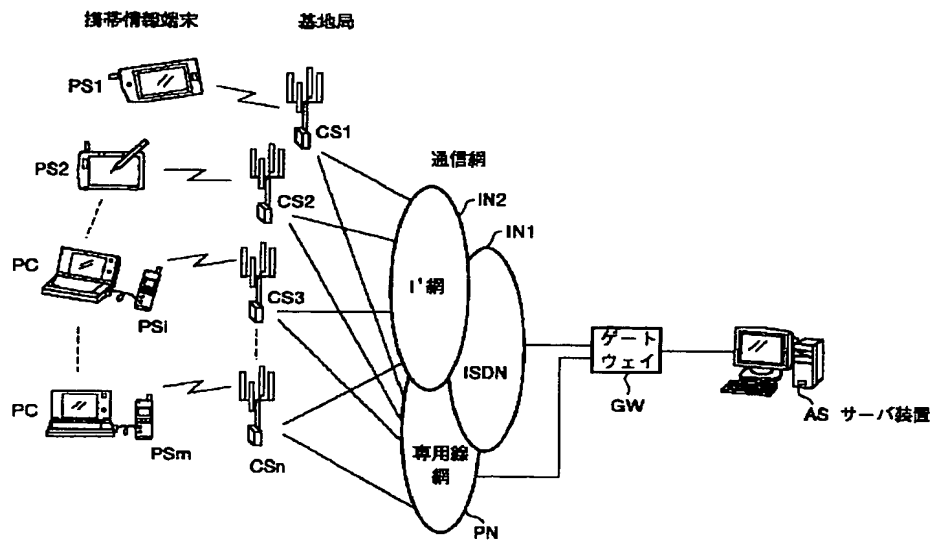 携帯情報端末
基地局
PS1
CS1
通信網
PS2
CS2
IN2
IN1
PC
PSi
CS3
I'網
ISDN
ゲート
ウェイ
GW
AS サーバ装置
PC
PSm
CSn
専用線
網
PN